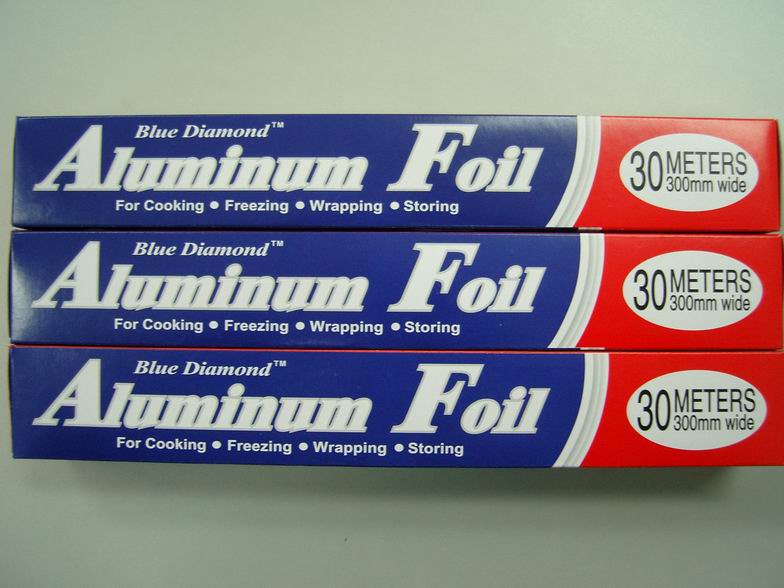 Blue Diamond™
Aluminum Foil
For Cooking ● Freezing ● Wrapping ● Storing
30 METERS
300mm wide
Blue Diamond™
Aluminum Foil
For Cooking ● Freezing ● Wrapping ● Storing
30 METERS
300mm wide
Blue Diamond™
Aluminum Foil
For Cooking ● Freezing ● Wrapping ● Storing
30 METERS
300mm wide